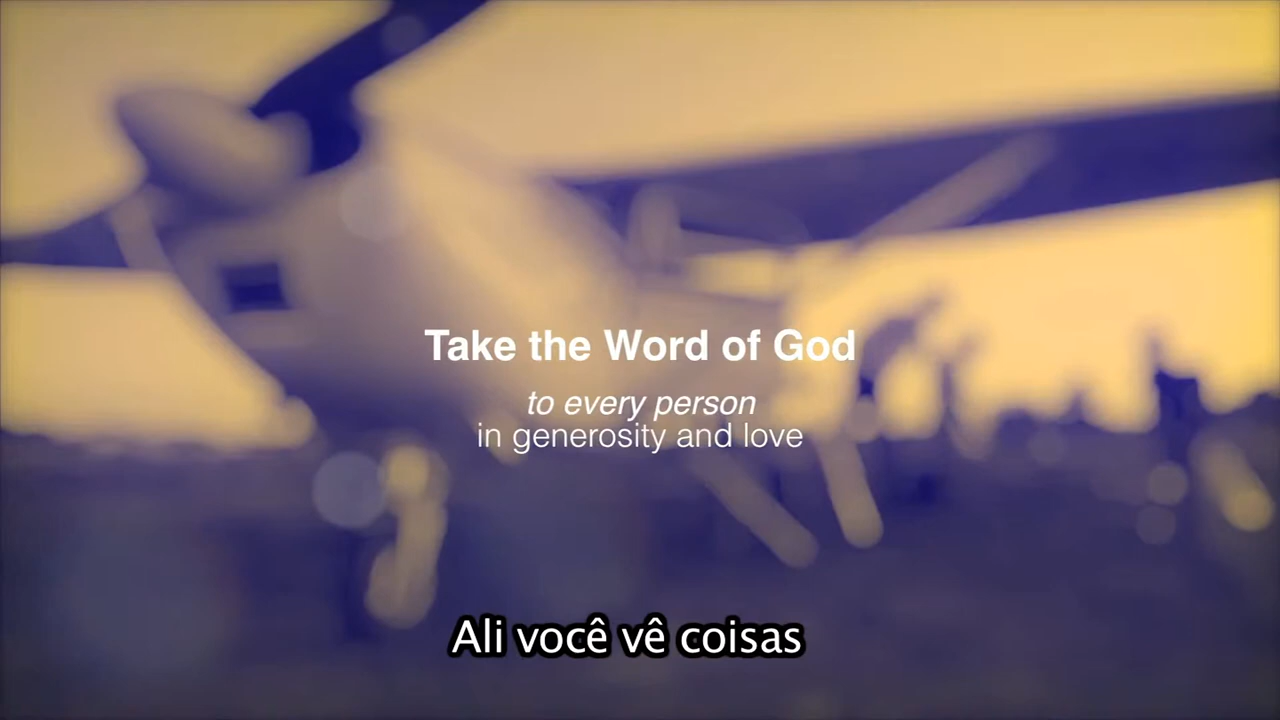 Take the Word of God
to every person
in generosity and love
Ali você vê coisas